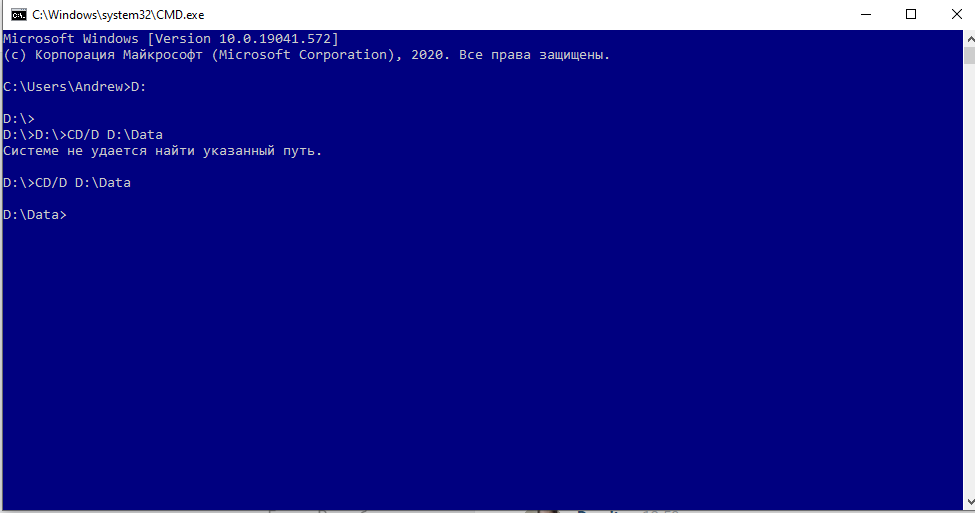 C:\Windows\system32\CMD.exe
Microsoft Windows [Version 10.0.19041.572]
(c) Корпорация Майкрософт (Microsoft Corporation), 2020. Все права защищены.
C:\Users\Andrew>D:
D:\>
D:\>D:\>CD/D D:\Data
Системе не удается найти указанный путь.
D:\>CD/D D:\Data
D:\Data>